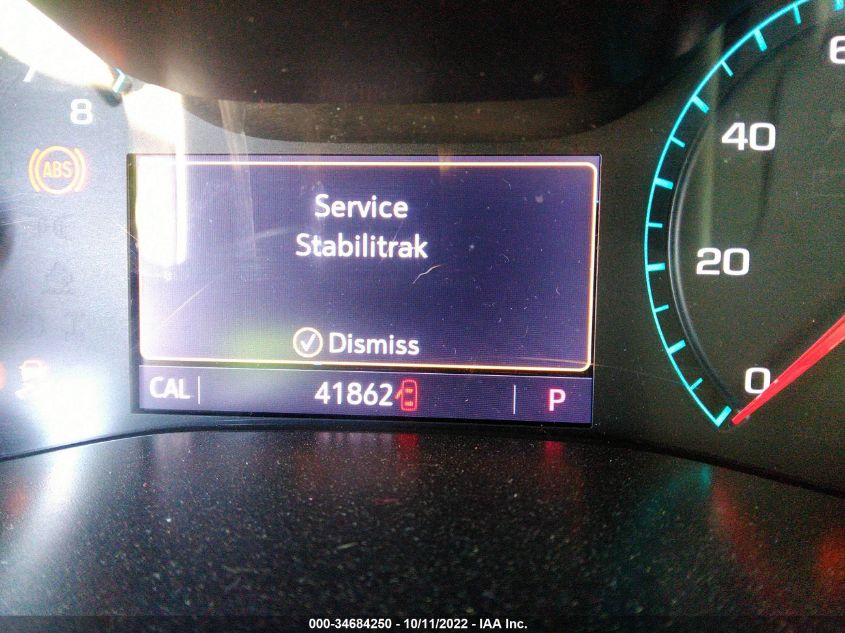 8
ABS
Service
Stabilitrak
Dismiss
CAL
41862
P
40
20
0
000-34684250 - 10/11/2022 - IAA Inc.